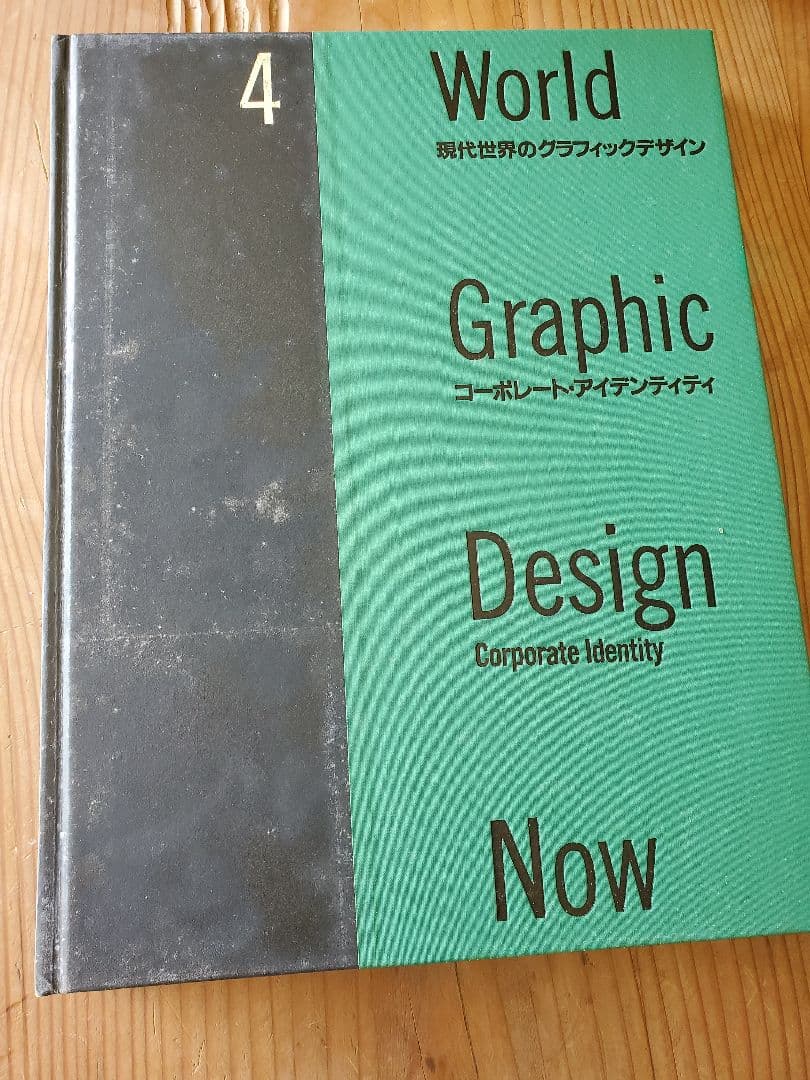 4
World
現代世界のグラフィックデザイン
Graphic
コーポレート・アイデンティティ
Design
Corporate Identity
Now